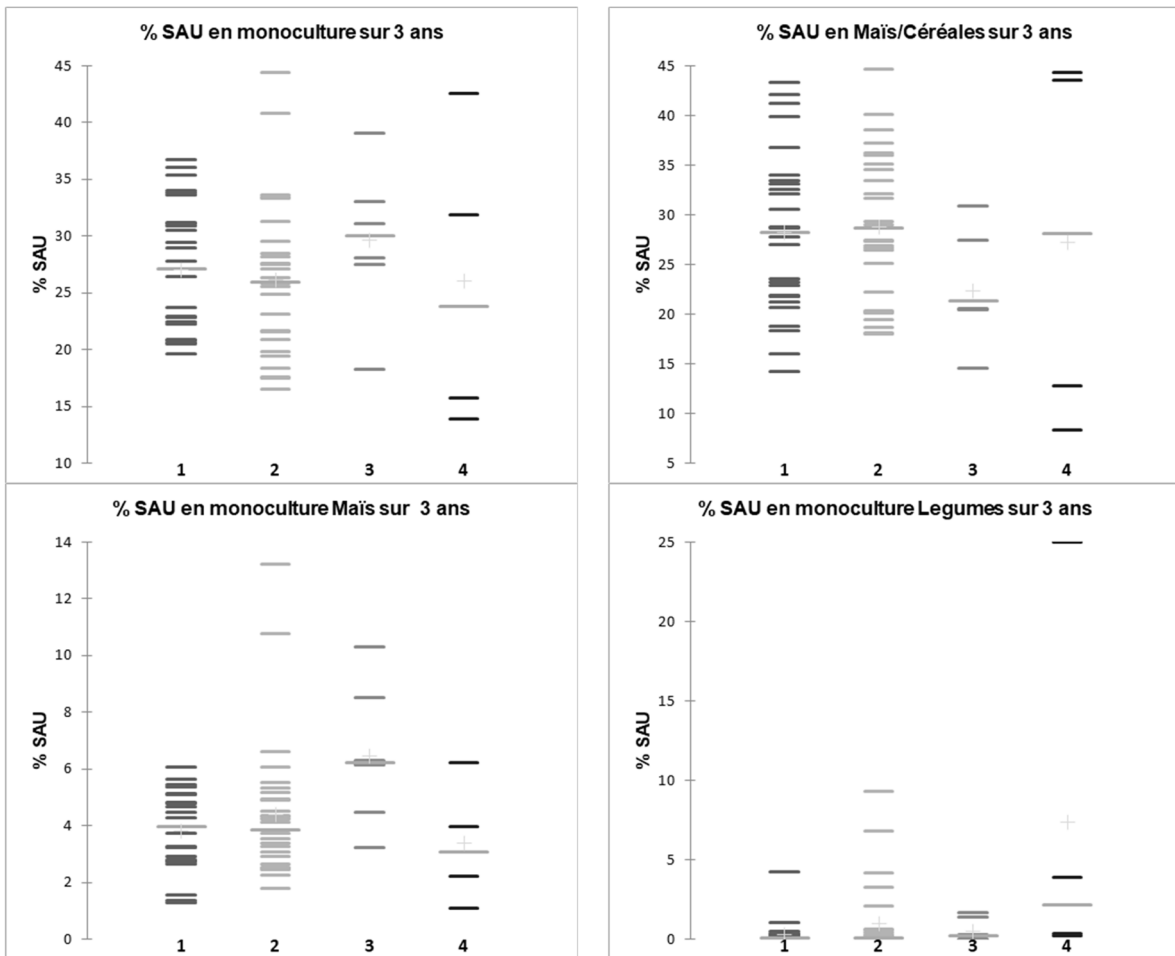 % SAU en monoculture sur 3 ans
45
40
35
30
25
20
15
10
% SAU
1 2 3 4
% SAU en Maïs/Céréales sur 3 ans
45
40
35
30
25
20
15
10
5
% SAU
1 2 3 4
% SAU en monoculture Maïs sur 3 ans
14
12
10
8
6
4
2
0
% SAU
1 2 3 4
% SAU en monoculture Legumes sur 3 ans
25
20
15
10
5
0
% SAU
1 2 3 4